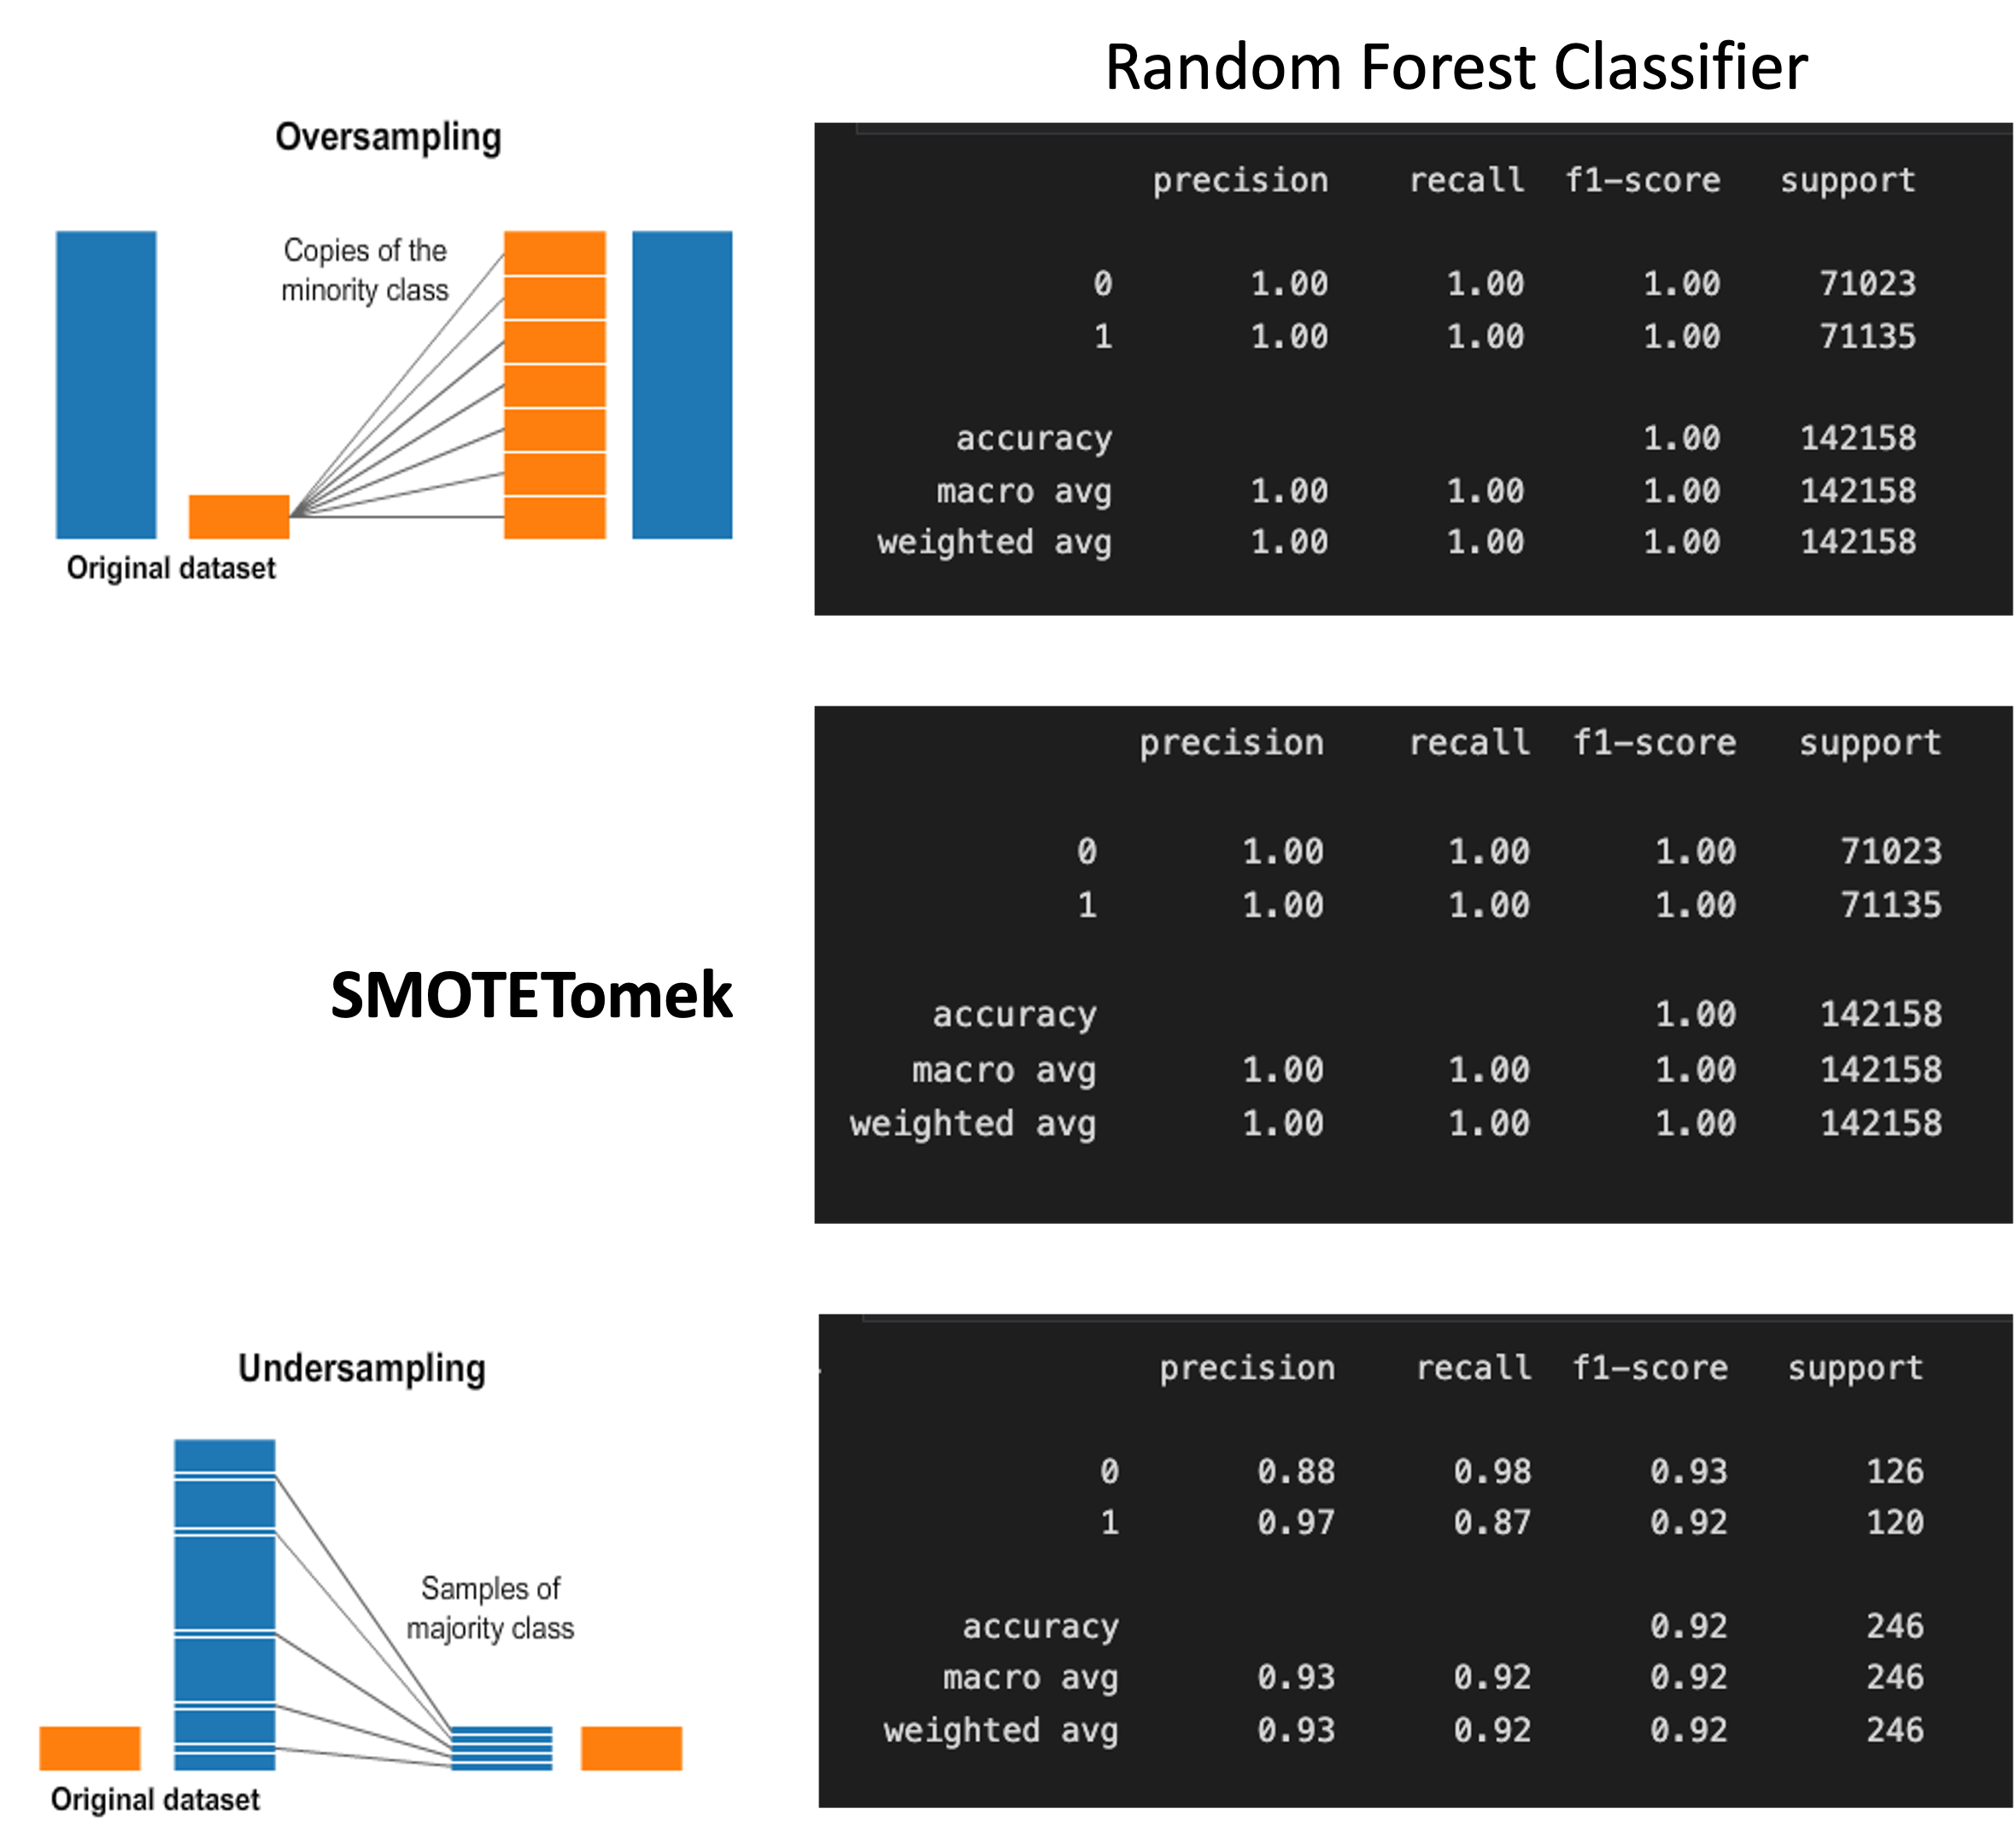 Random Forest Classifier
Oversampling
Copies of the
minority class
Original dataset
precision recall f1-score support
0 1.00 1.00 1.00 71023
1 1.00 1.00 1.00 71135
accuracy 1.00 142158
macro avg 1.00 1.00 1.00 142158
weighted avg 1.00 1.00 1.00 142158
SMOTETomek
precision recall f1-score support
0 1.00 1.00 1.00 71023
1 1.00 1.00 1.00 71135
accuracy 1.00 142158
macro avg 1.00 1.00 1.00 142158
weighted avg 1.00 1.00 1.00 142158
Undersampling
Samples of
majority class
Original dataset
precision recall f1-score support
0 0.88 0.98 0.93 126
1 0.97 0.87 0.92 120
accuracy 0.92 246
macro avg 0.93 0.92 0.92 246
weighted avg 0.93 0.92 0.92 246